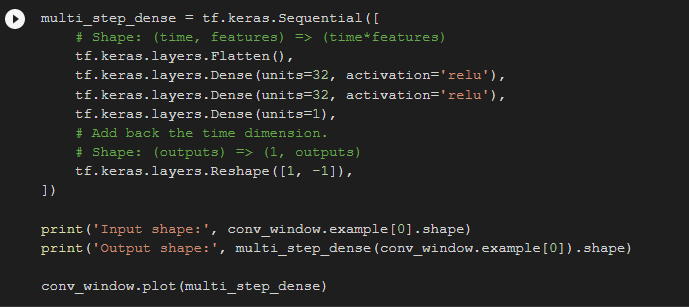 multi_step_dense = tf.keras.Sequential([
    # Shape: (time, features) => (time*features)
    tf.keras.layers.Flatten(),
    tf.keras.layers.Dense(units=32, activation='relu'),
    tf.keras.layers.Dense(units=32, activation='relu'),
    tf.keras.layers.Dense(units=1),
    # Add back the time dimension.
    # Shape: (outputs) => (1, outputs)
    tf.keras.layers.Reshape([1, -1]),
])

print('Input shape:', conv_window.example[0].shape)
print('Output shape:', multi_step_dense(conv_window.example[0]).shape)

conv_window.plot(multi_step_dense)